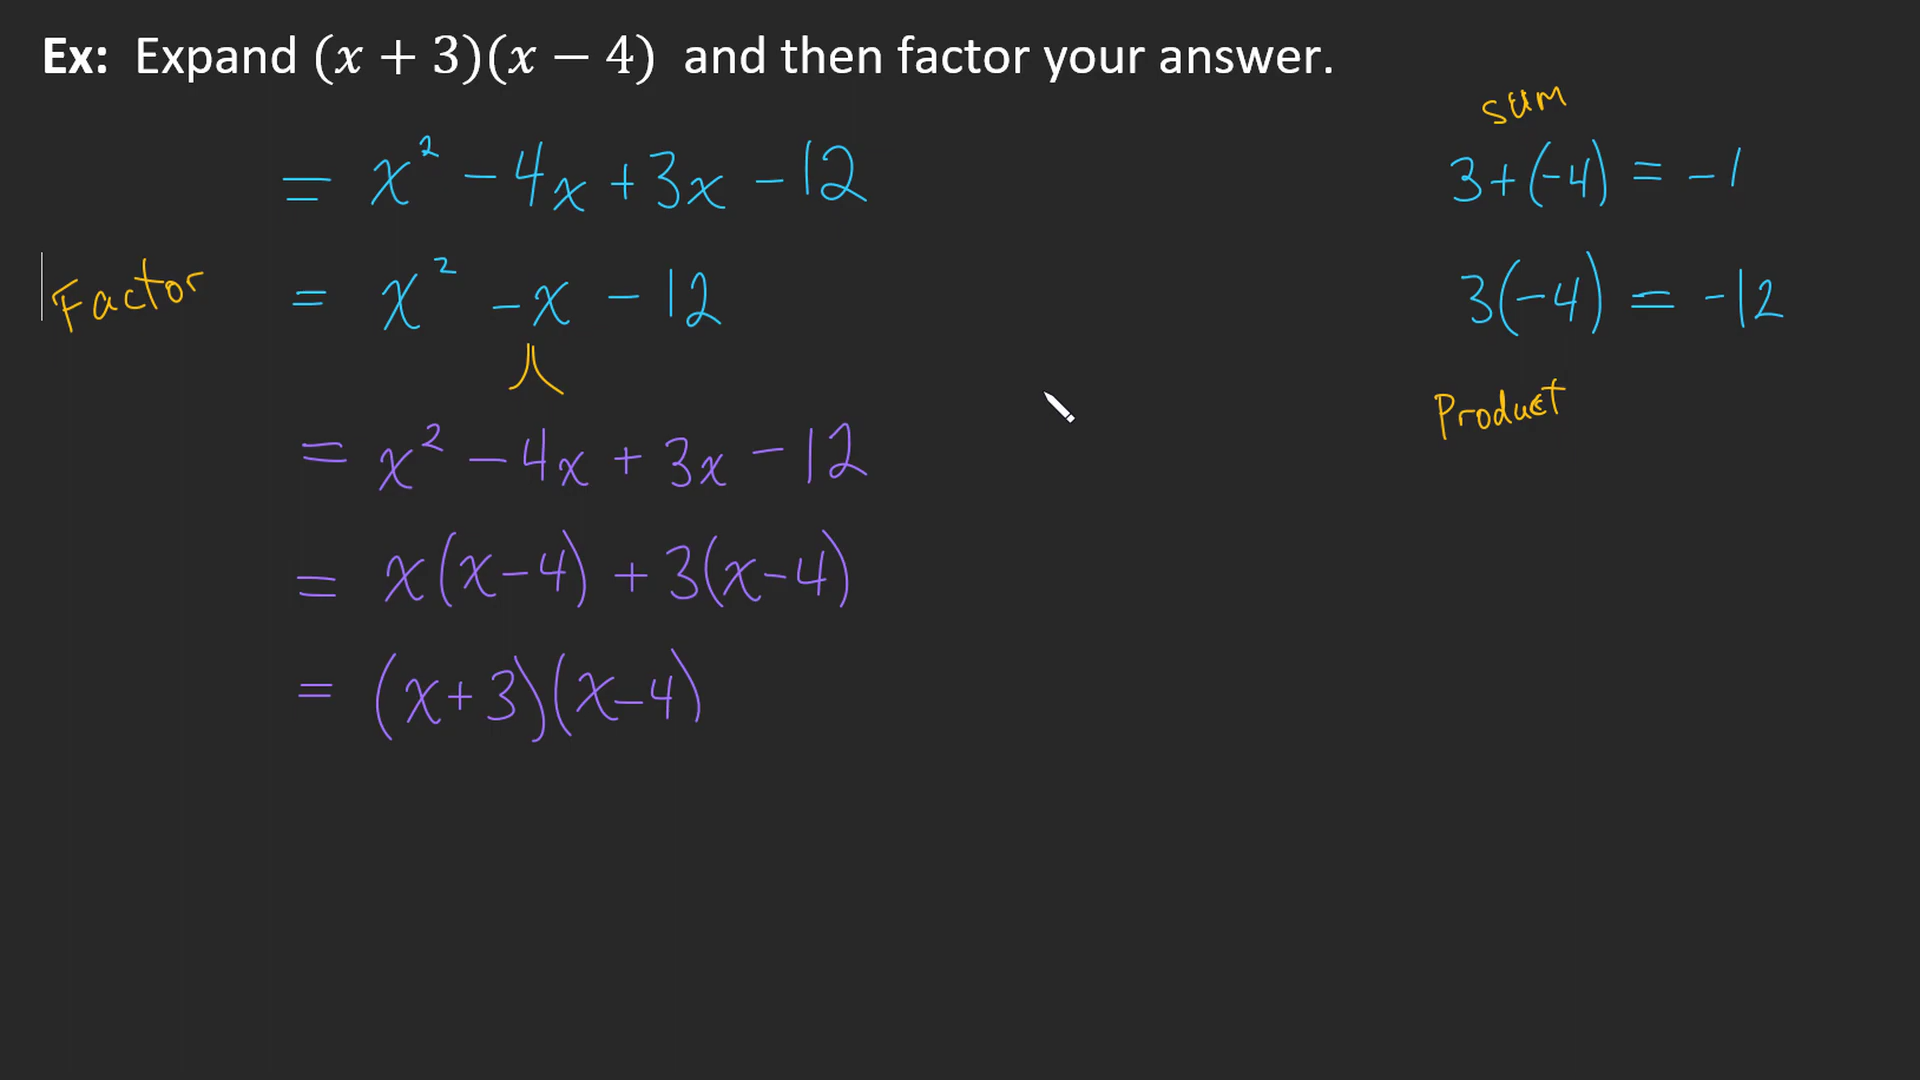 Ex: Expand (x + 3)(x − 4) and then factor your answer.
= x² − 4x + 3x − 12
Factor = x² − x − 12
= x² − 4x + 3x − 12
= x(x−4) + 3(x−4)
= (x+3)(x−4)
sum
3+(−4) = −1
3(−4) = −12
Product